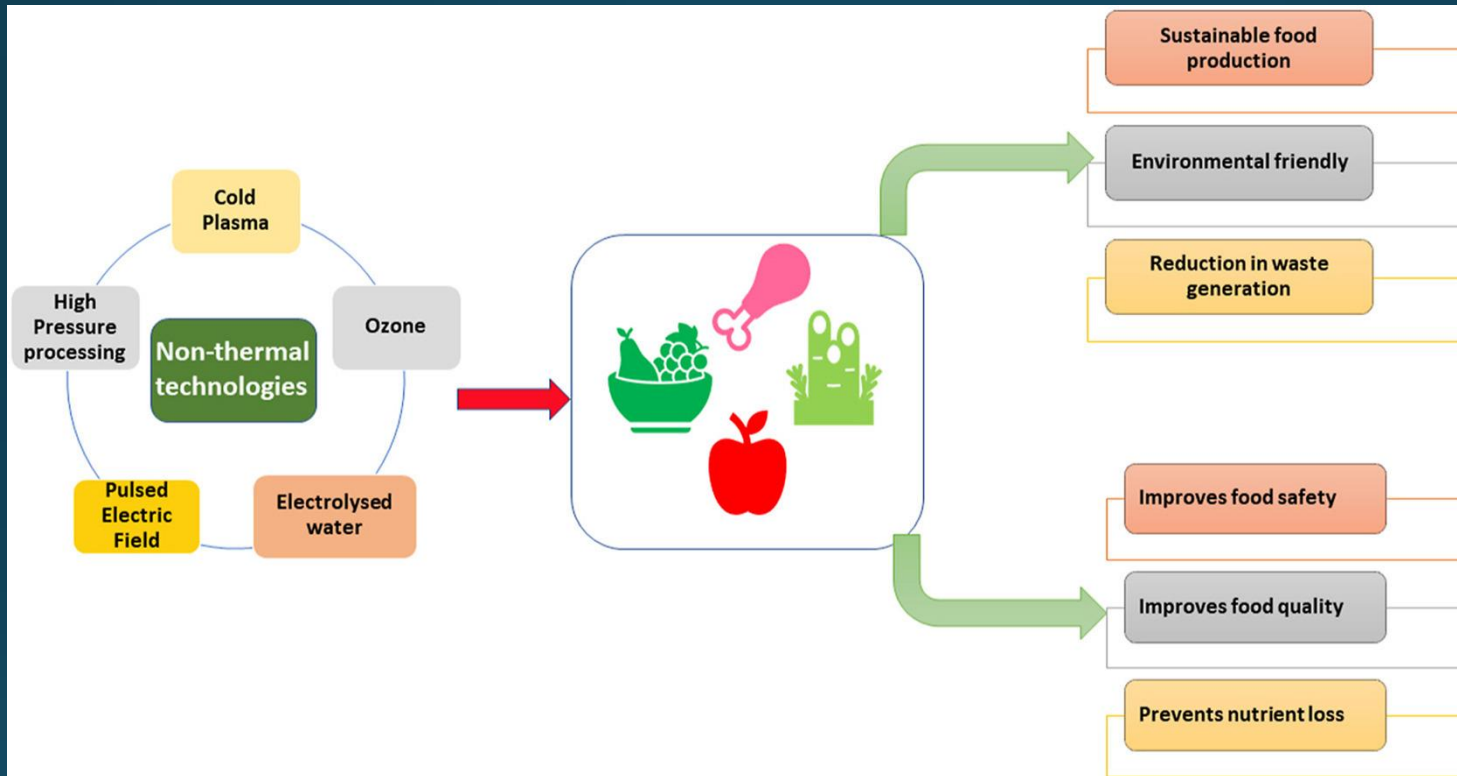 Cold
Plasma
High
Pressure
processing
Non-thermal
technologies
Ozone
Pulsed
Electric
Field
Electrolysed
water
Sustainable food
production
Environmental friendly
Reduction in waste
generation
Improves food safety
Improves food quality
Prevents nutrient loss